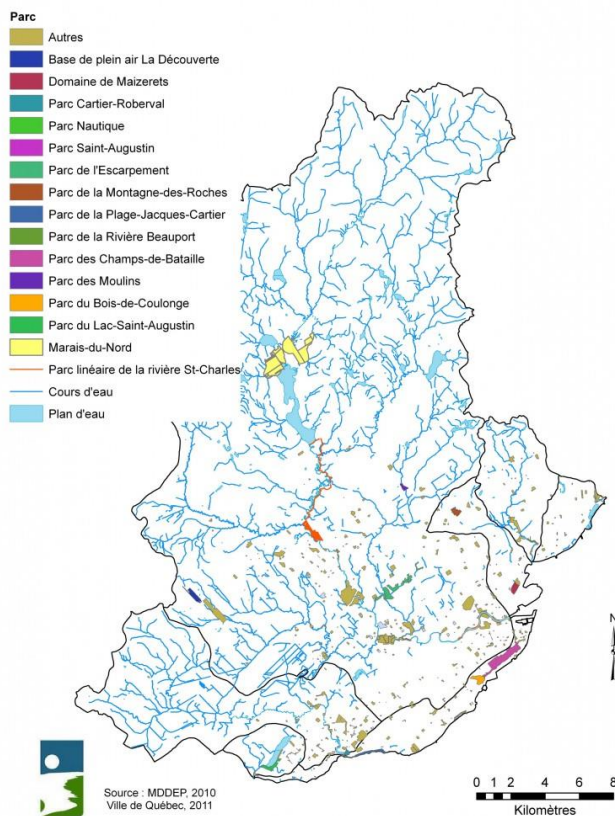 Parc
Autres
Base de plein air La Découverte
Domaine de Maizerets
Parc Cartier-Roberval
Parc Nautique
Parc Saint-Augustin
Parc de l'Escarpement
Parc de la Montagne-des-Roches
Parc de la Plage-Jacques-Cartier
Parc de la Rivière Beauport
Parc des Champs-de-Bataille
Parc des Moulins
Parc du Bois-de-Coulonge
Parc du Lac-Saint-Augustin
Marais-du-Nord
Parc linéaire de la rivière St-Charles
Cours d'eau
Plan d'eau
N
Source : MDDEP, 2010
Ville de Québec, 2011
0 1 2 4 6 8
Kilomètres